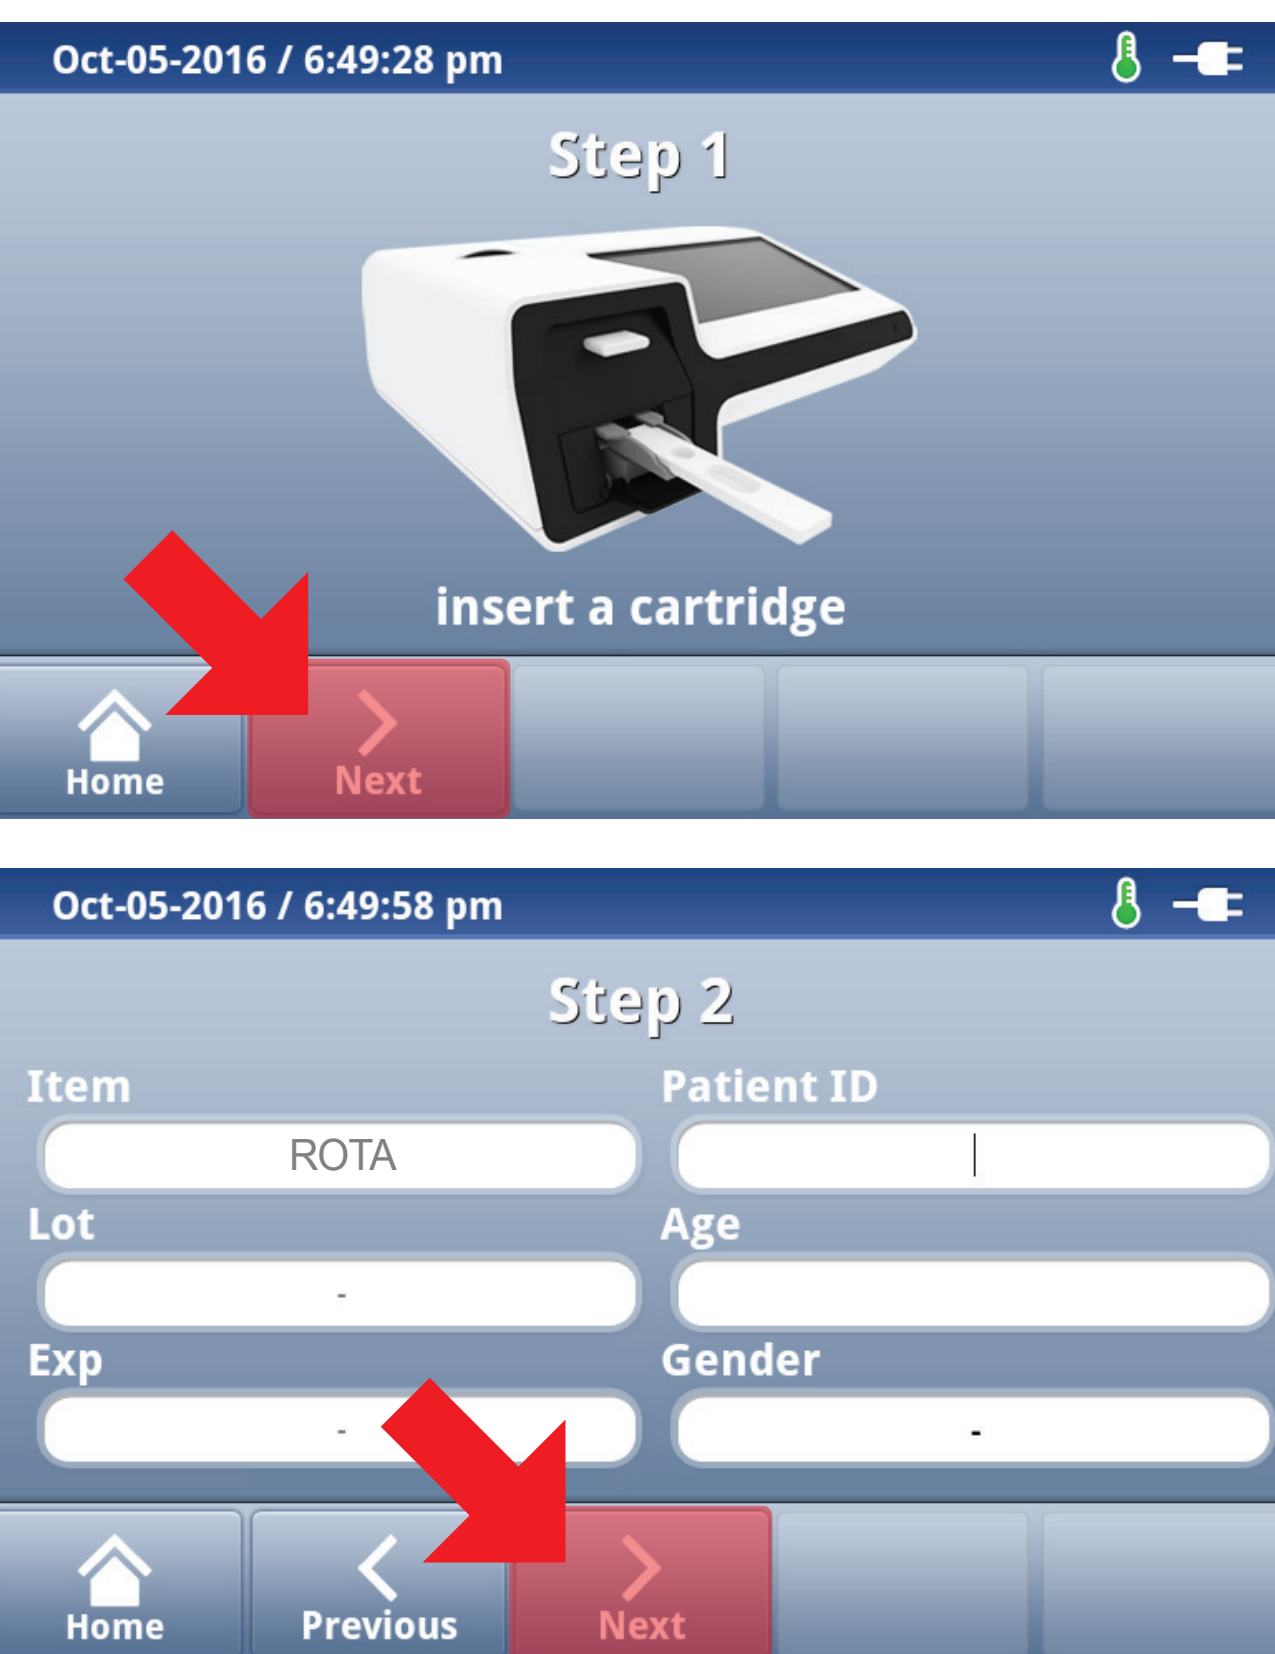 Oct-05-2016 / 6:49:28 pm
Step 1
insert a cartridge
Home
Next
Oct-05-2016 / 6:49:58 pm
Step 2
Item
Patient ID
ROTA
Lot
Age
-
Exp
Gender
-
-
Home
Previous
Next